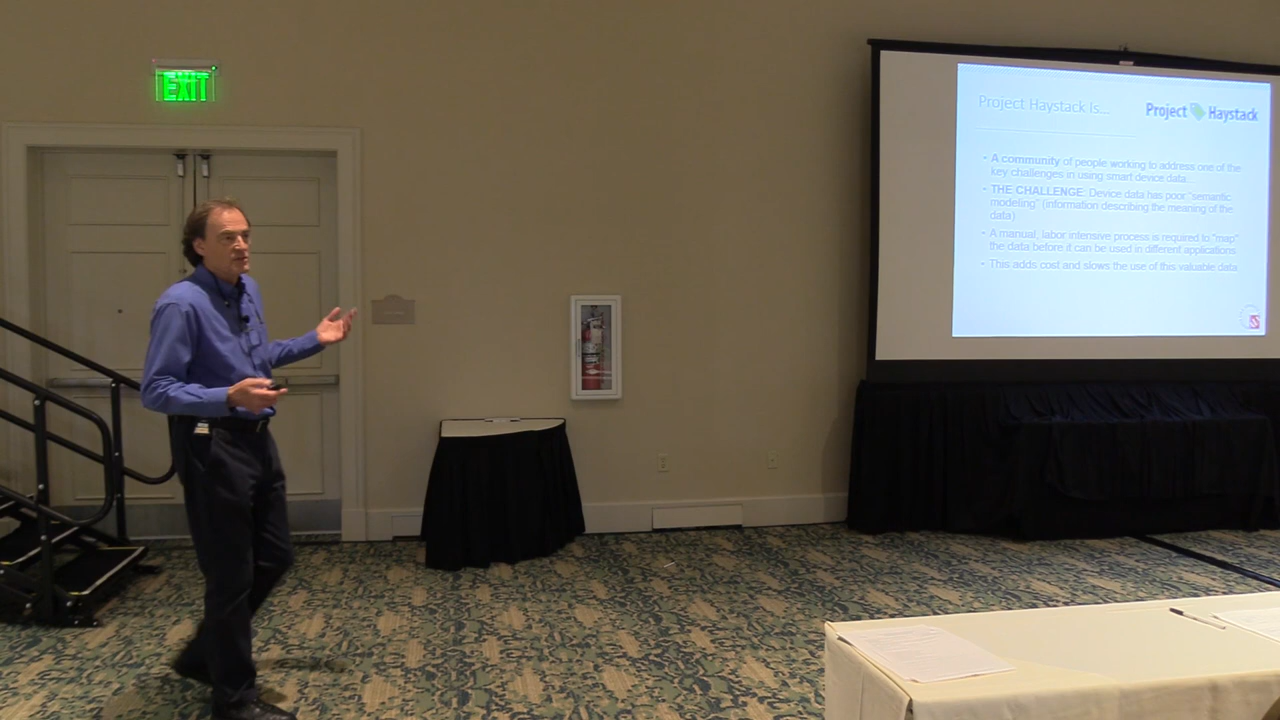 EXIT
Project Haystack Is...
Project Haystack
• A community of people working to address one of the
key challenges in using smart device data...
• THE CHALLENGE: Device data has poor "semantic
modeling" (information describing the meaning of the
data)
• A manual, labor intensive process is required to "map"
the data before it can be used in different applications
• This adds cost and slows the use of this valuable data